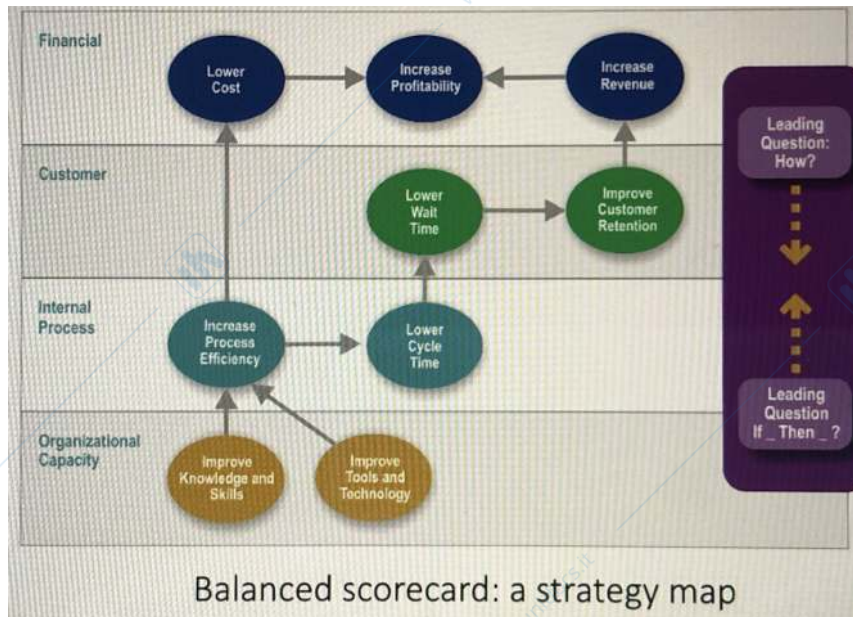 Financial
Lower
Cost
Increase
Profitability
Increase
Revenue
Leading
Question:
How?
Customer
Lower
Wait
Time
Improve
Customer
Retention
Internal
Process
Increase
Process
Efficiency
Lower
Cycle
Time
Leading
Question
If _ Then _ ?
Organizational
Capacity
Improve
Knowledge and
Skills
Improve
Tools and
Technology
Balanced scorecard: a strategy map